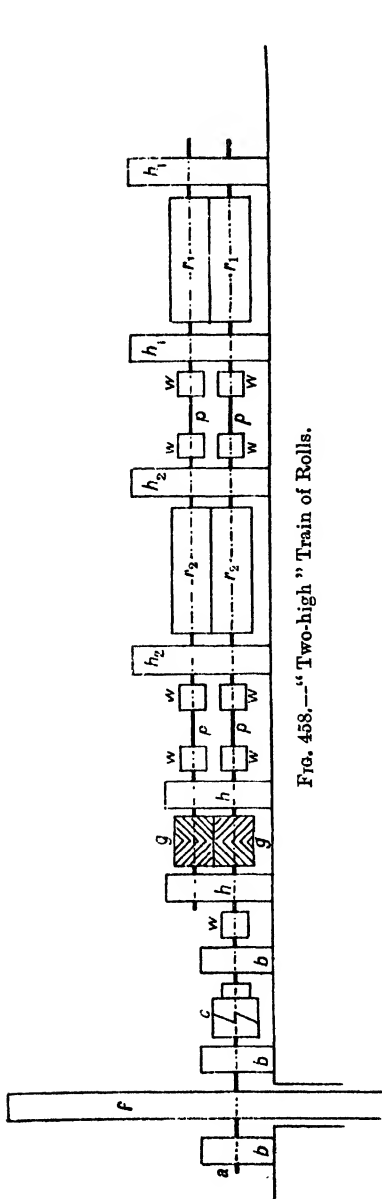 f
h₂ h₂ h₁ h₁
g w w r₂ w w r₁
p p
c w h h p r₂ p r₁
a w w w w
b b b g
FIG. 458.—"Two-high" Train of Rolls.